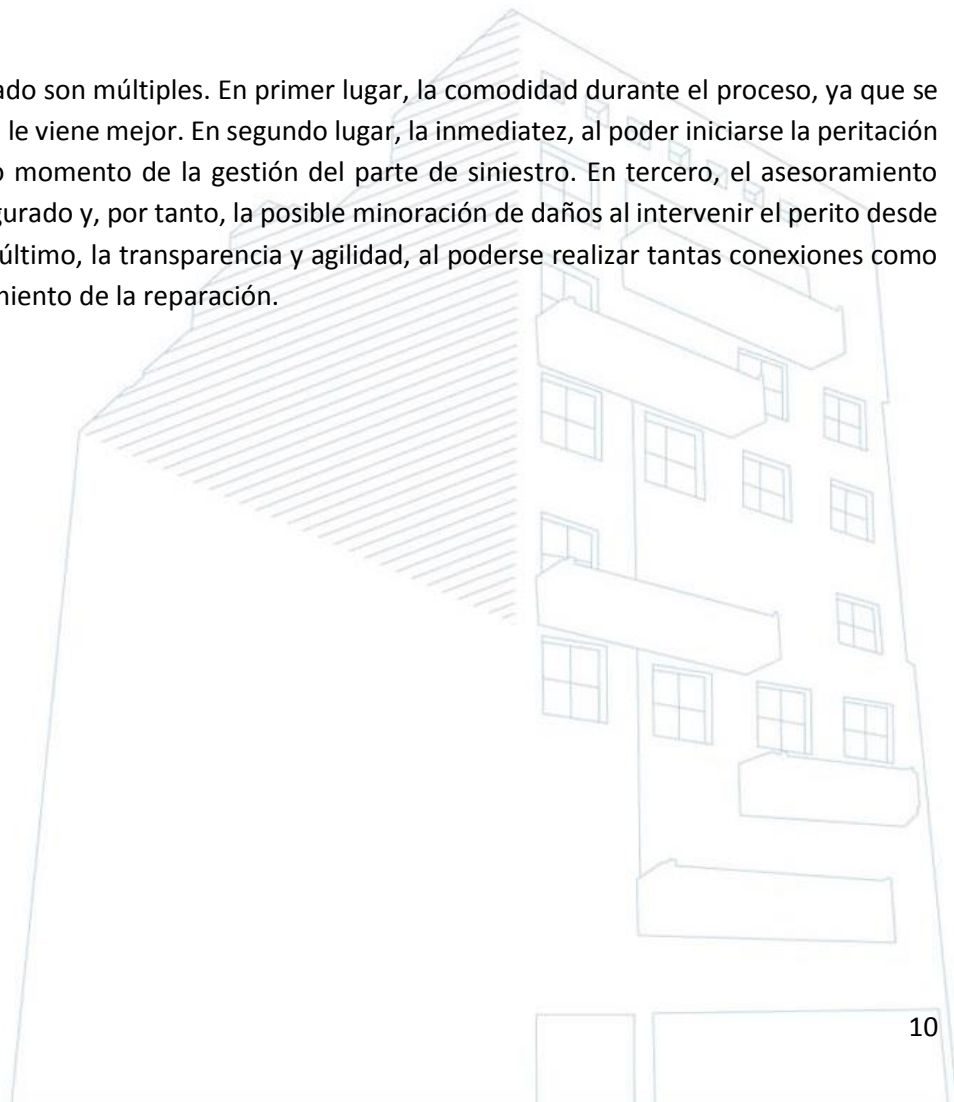 ado son múltiples. En primer lugar, la comodidad durante el proceso, ya que se
le viene mejor. En segundo lugar, la inmediatez, al poder iniciarse la peritación
o momento de la gestión del parte de siniestro. En tercero, el asesoramiento
gurado y, por tanto, la posible minoración de daños al intervenir el perito desde
último, la transparencia y agilidad, al poderse realizar tantas conexiones como
miento de la reparación.
10